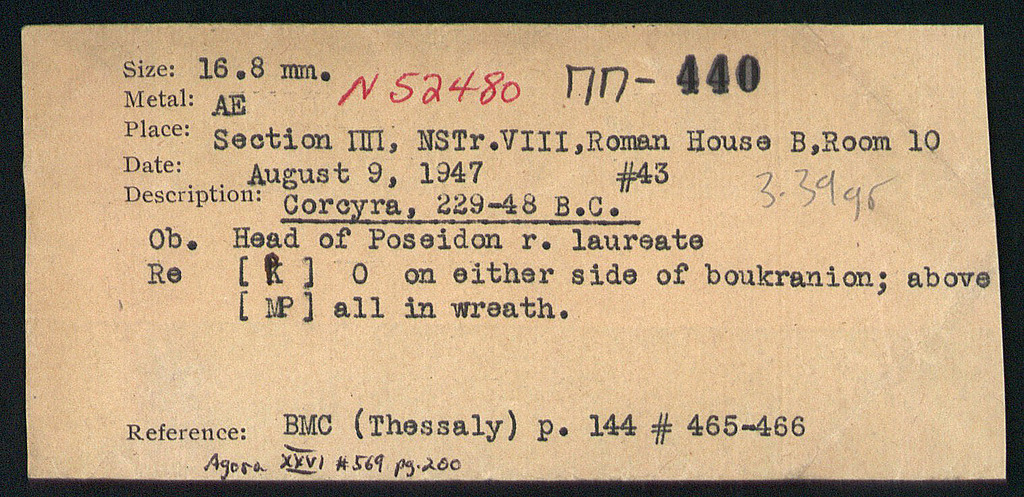 Size: 16.8 mm. N 52480 ΠΠ- 440
Metal: AE
Place: Section ΠΠ, NSTr.VIII,Roman House B,Room 10
Date: August 9, 1947 #43 3.39gr
Description: Corcyra, 229-48 B.C.
Ob. Head of Poseidon r. laureate
Re [ K ] O on either side of boukranion; above
[ MP ] all in wreath.
Reference: BMC (Thessaly) p. 144 # 465-466
Agora XXVI #569 pg.200